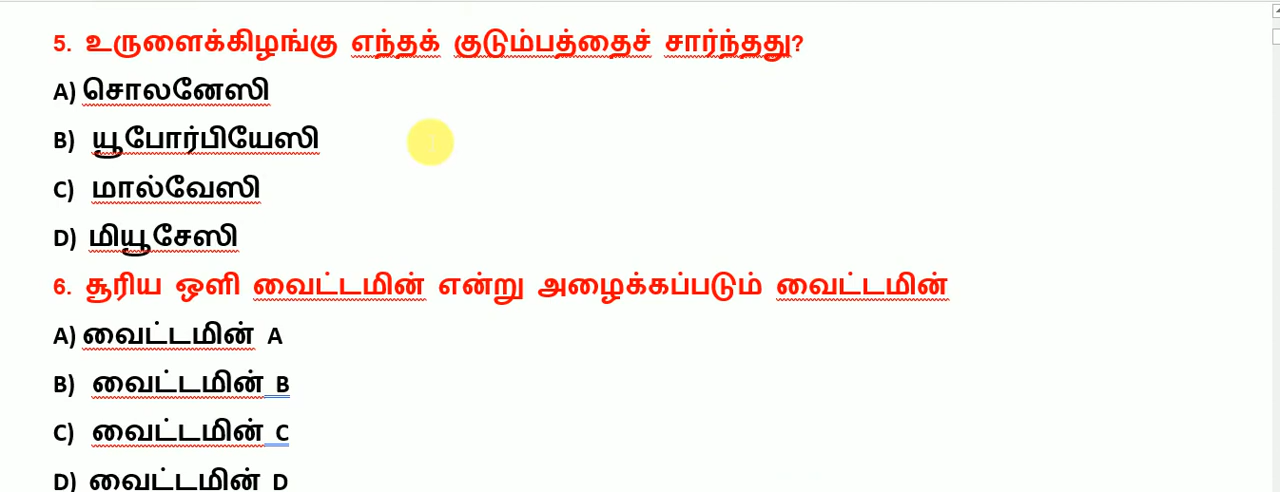 5. உருளைக்கிழங்கு எந்தக் குடும்பத்தைச் சார்ந்தது?
A) சொலனேஸி
B) யூபோர்பியேஸி
C) மால்வேஸி
D) மியூசேஸி
6. சூரிய ஒளி வைட்டமின் என்று அழைக்கப்படும் வைட்டமின்
A) வைட்டமின் A
B) வைட்டமின் B
C) வைட்டமின் C
D) வைட்டமின் D